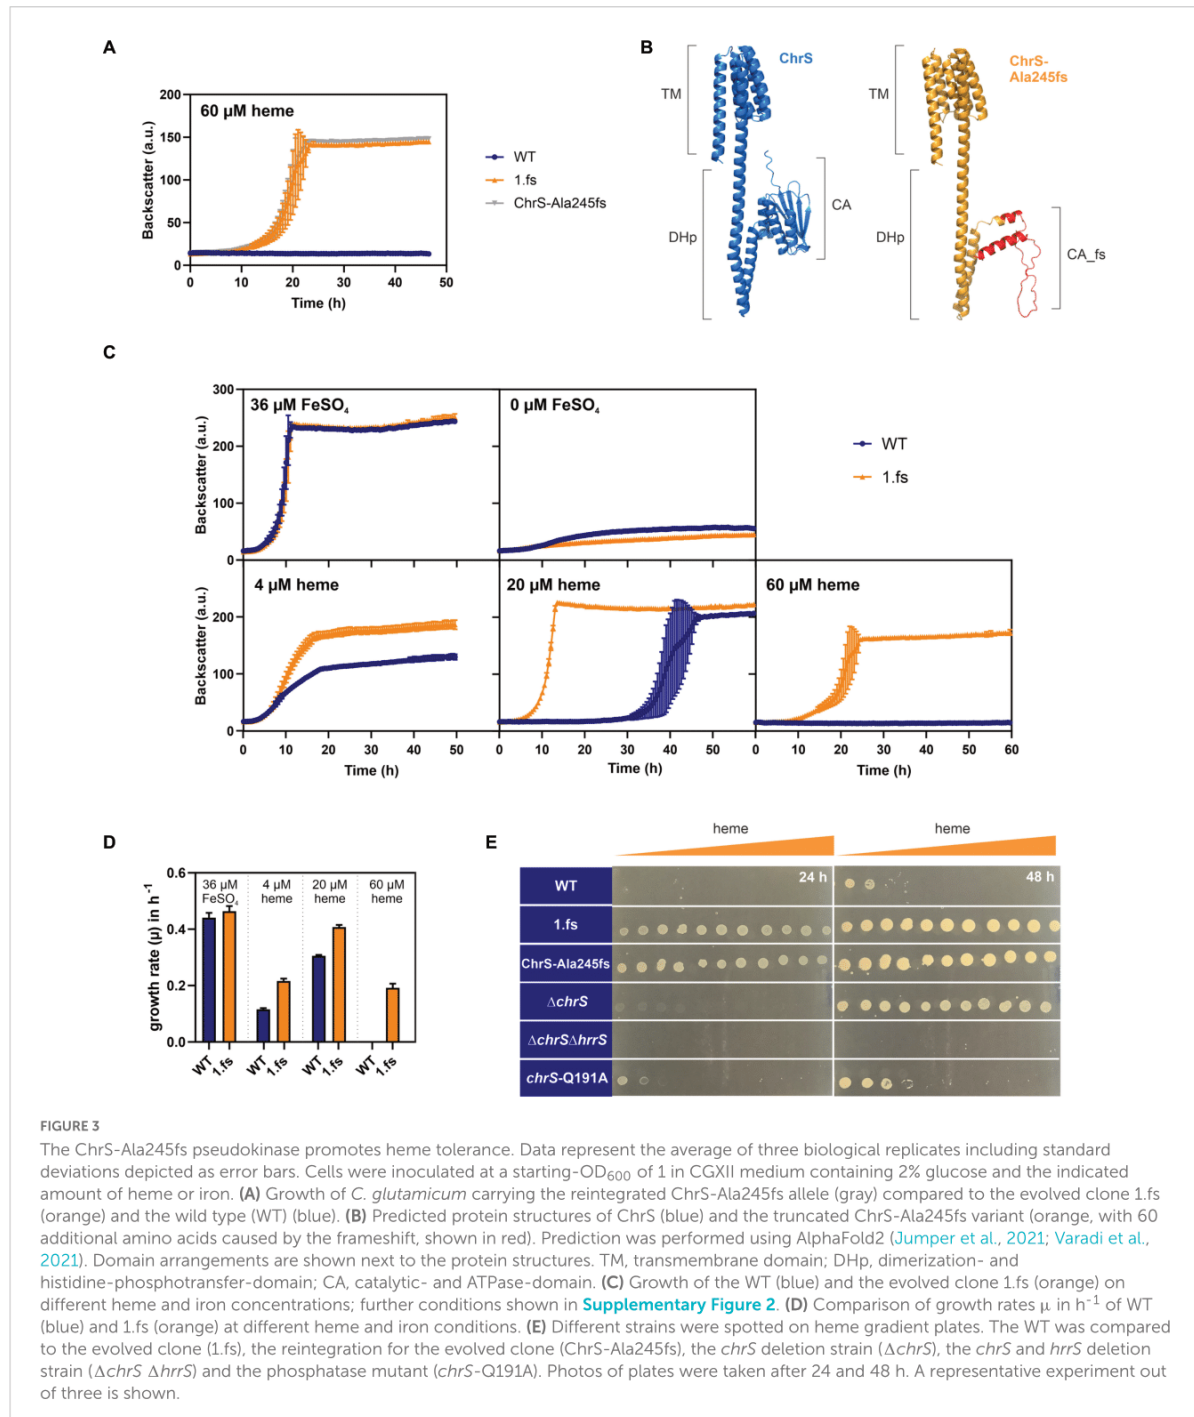 A
60 µM heme
Backscatter (a.u.)
200
150
100
50
0
0 10 20 30 40 50
Time (h)
WT
1.fs
ChrS-Ala245fs
B
ChrS
TM
DHp
CA
ChrS-
Ala245fs
TM
DHp
CA_fs
C
36 µM FeSO₄
0 µM FeSO₄
Backscatter (a.u.)
300
200
100
0
WT
1.fs
4 µM heme
20 µM heme
60 µM heme
Backscatter (a.u.)
200
100
0
0 10 20 30 40 50
0 10 20 30 40 50
0 10 20 30 40 50 60
Time (h)
Time (h)
Time (h)
D
growth rate (µ) in h⁻¹
0.6
0.4
0.2
0.0
36 µM
FeSO₄
4 µM
heme
20 µM
heme
60 µM
heme
WT 1.fs WT 1.fs WT 1.fs WT 1.fs
E
heme
heme
24 h
48 h
WT
1.fs
ChrS-Ala245fs
ΔchrS
ΔchrSΔhrrS
chrS-Q191A
FIGURE 3
The ChrS-Ala245fs pseudokinase promotes heme tolerance. Data represent the average of three biological replicates including standard
deviations depicted as error bars. Cells were inoculated at a starting-OD₆₀₀ of 1 in CGXII medium containing 2% glucose and the indicated
amount of heme or iron. (A) Growth of C. glutamicum carrying the reintegrated ChrS-Ala245fs allele (gray) compared to the evolved clone 1.fs
(orange) and the wild type (WT) (blue). (B) Predicted protein structures of ChrS (blue) and the truncated ChrS-Ala245fs variant (orange, with 60
additional amino acids caused by the frameshift, shown in red). Prediction was performed using AlphaFold2 (Jumper et al., 2021; Varadi et al.,
2021). Domain arrangements are shown next to the protein structures. TM, transmembrane domain; DHp, dimerization- and
histidine-phosphotransfer-domain; CA, catalytic- and ATPase-domain. (C) Growth of the WT (blue) and the evolved clone 1.fs (orange) on
different heme and iron concentrations; further conditions shown in Supplementary Figure 2. (D) Comparison of growth rates µ in h⁻¹ of WT
(blue) and 1.fs (orange) at different heme and iron conditions. (E) Different strains were spotted on heme gradient plates. The WT was compared
to the evolved clone (1.fs), the reintegration for the evolved clone (ChrS-Ala245fs), the chrS deletion strain (ΔchrS), the chrS and hrrS deletion
strain (ΔchrS ΔhrrS) and the phosphatase mutant (chrS-Q191A). Photos of plates were taken after 24 and 48 h. A representative experiment out
of three is shown.